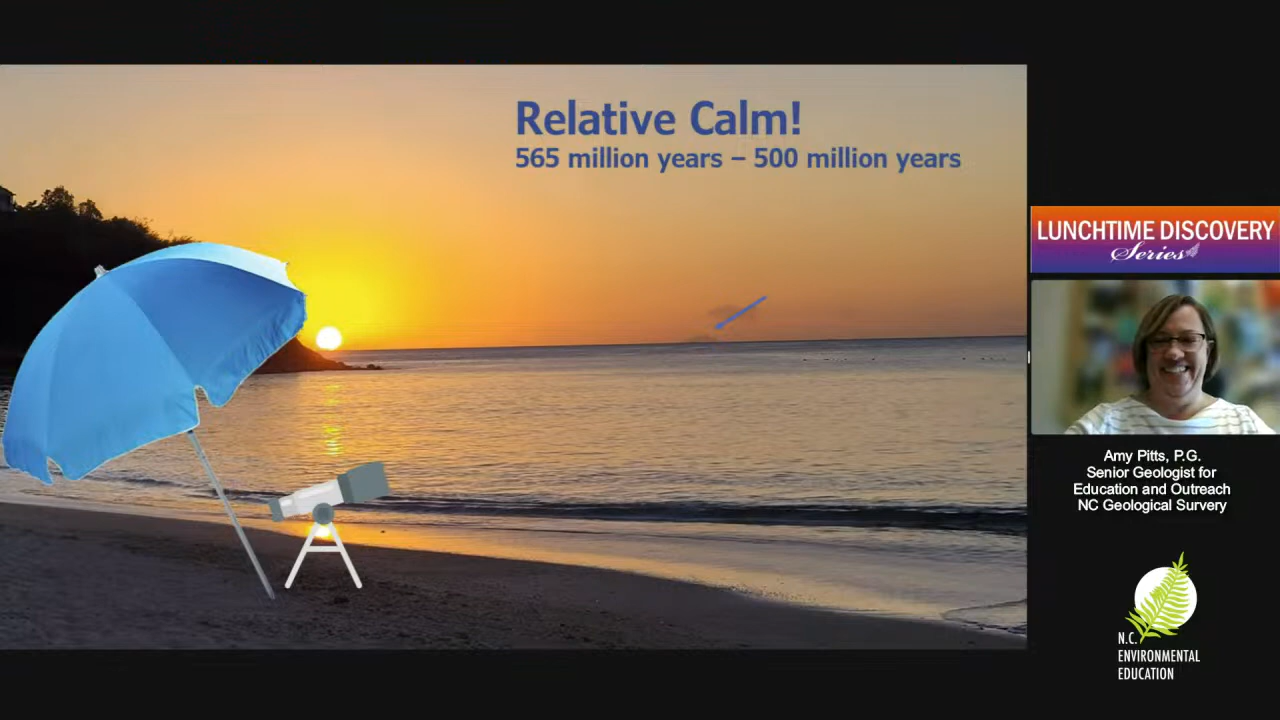 Relative Calm!
565 million years – 500 million years
LUNCHTIME DISCOVERY
Series
Amy Pitts, P.G.
Senior Geologist for
Education and Outreach
NC Geological Survery
N.C.
ENVIRONMENTAL
EDUCATION